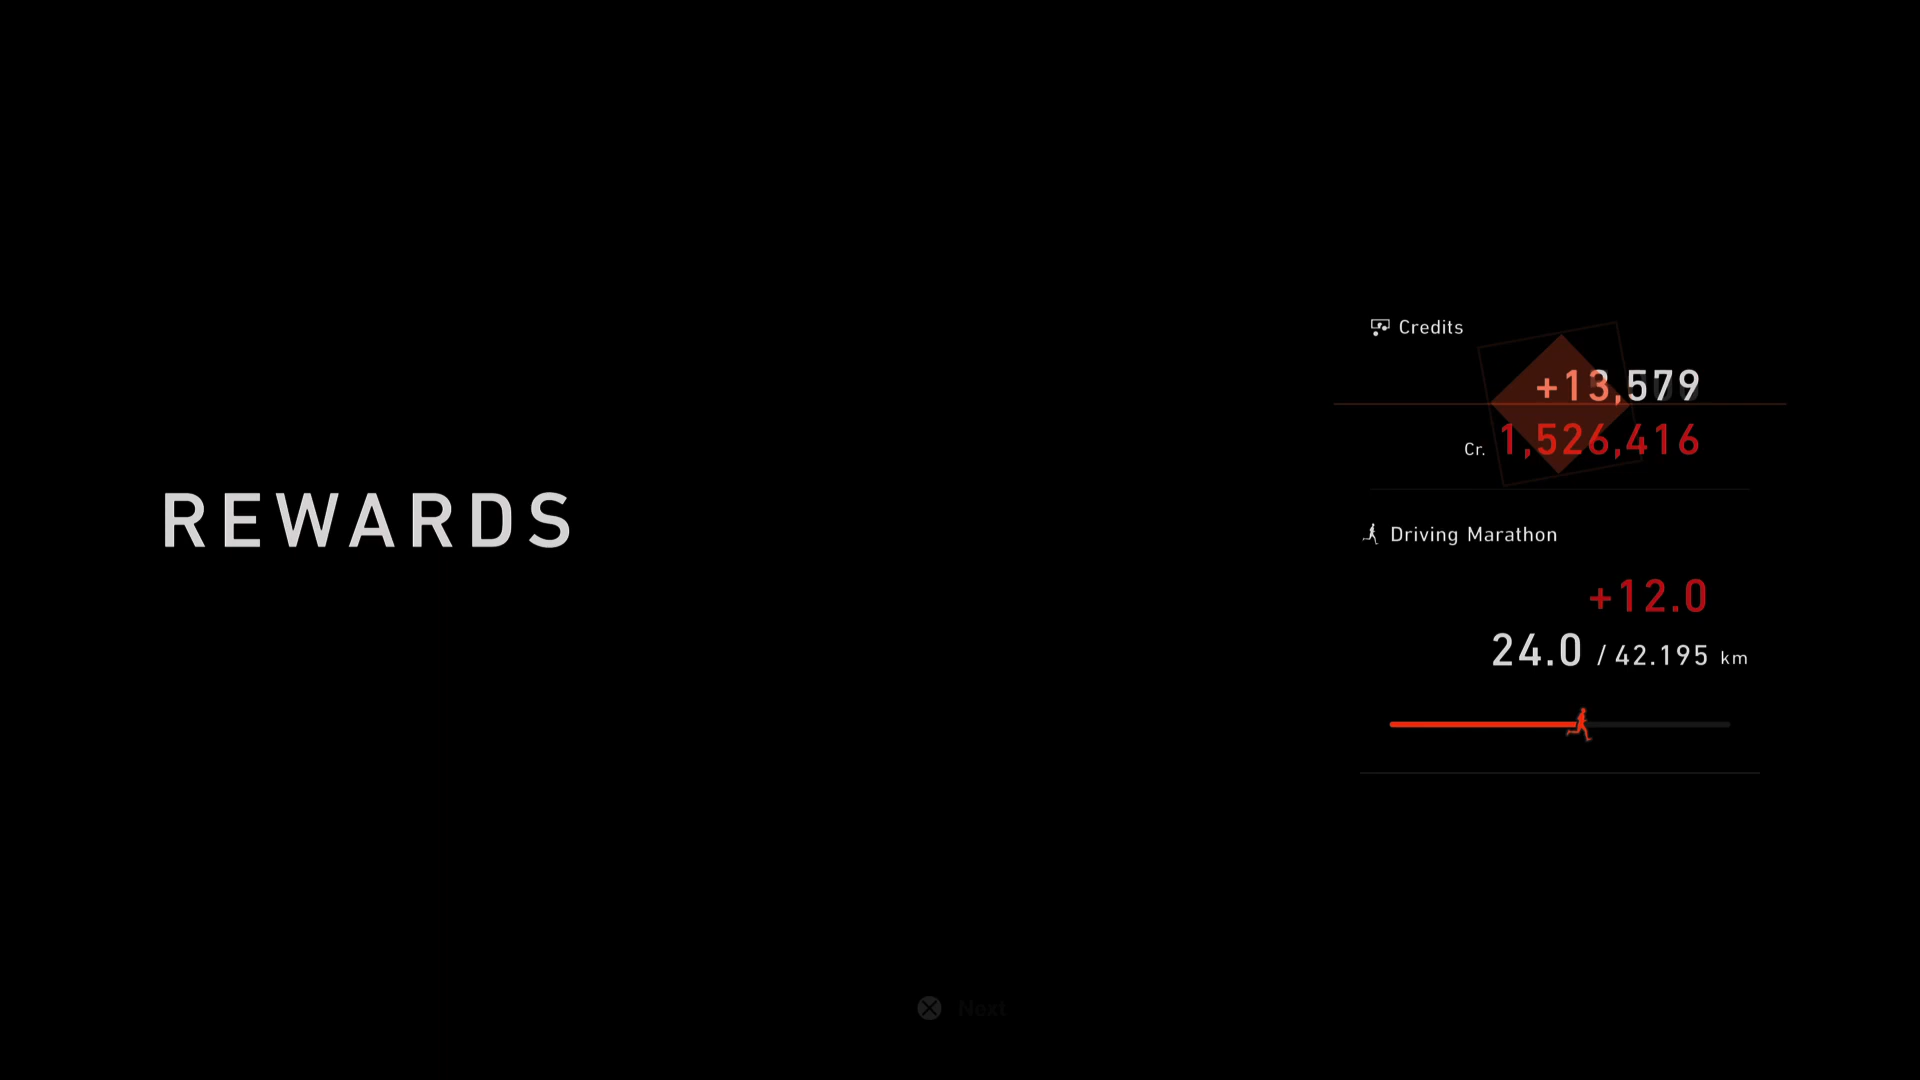 REWARDS
Credits
+13,579
Cr. 1,526,416
Driving Marathon
+12.0
24.0 / 42.195 km
Next